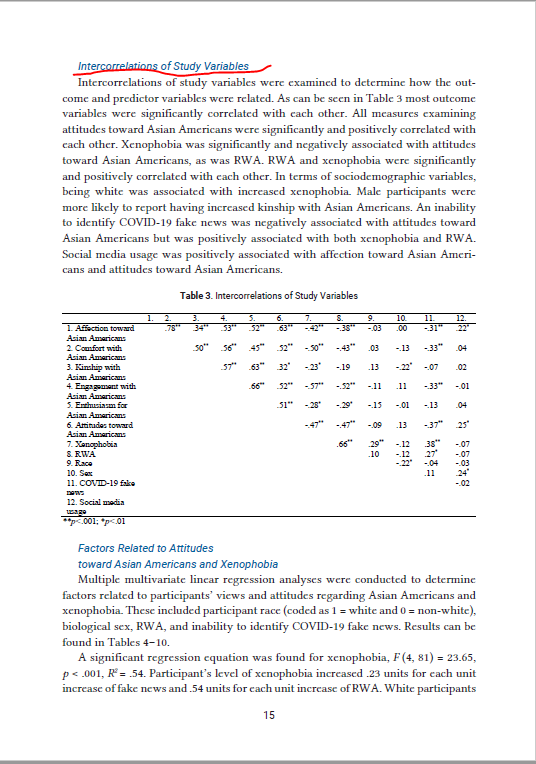 Intercorrelations of Study Variables
Intercorrelations of study variables were examined to determine how the out-
come and predictor variables were related. As can be seen in Table 3 most outcome
variables were significantly correlated with each other. All measures examining
attitudes toward Asian Americans were significantly and positively correlated with
each other. Xenophobia was significantly and negatively associated with attitudes
toward Asian Americans, as was RWA. RWA and xenophobia were significantly
and positively correlated with each other. In terms of sociodemographic variables,
being white was associated with increased xenophobia. Male participants were
more likely to report having increased kinship with Asian Americans. An inability
to identify COVID-19 fake news was negatively associated with attitudes toward
Asian Americans but was positively associated with both xenophobia and RWA.
Social media usage was positively associated with affection toward Asian Ameri-
cans and attitudes toward Asian Americans.
Table 3. Intercorrelations of Study Variables
1. 2. 3. 4. 5. 6. 7. 8. 9. 10. 11. 12.
1. Affection toward .78** .34** .53** .52** .63** -.42** -.38** -.03 .00 -.31** .22*
Asian Americans
2. Comfort with .50** .56** .45** .52** -.50** -.43** .03 -.13 -.33** .04
Asian Americans
3. Kinship with .57** .63** .32* -.23* -.19 .13 -.22* -.07 .02
Asian Americans
4. Engagement with .66** .52** -.57** -.52** -.11 .11 -.33** -.01
Asian Americans
5. Enthusiasm for .51** -.28* -.29* -.15 -.01 -.13 .04
Asian Americans
6. Attitudes toward -.47** -.47** -.09 .13 -.37** .25*
Asian Americans
7. Xenophobia .66** .29** -.12 .38** -.07
8. RWA .10 -.12 .27* -.07
9. Race -.22* -.04 -.03
10. Sex .11 .24*
11. COVID-19 fake -.02
news
12. Social media
usage
**p<.001; *p<.01
Factors Related to Attitudes
toward Asian Americans and Xenophobia
Multiple multivariate linear regression analyses were conducted to determine
factors related to participants' views and attitudes regarding Asian Americans and
xenophobia. These included participant race (coded as 1 = white and 0 = non-white),
biological sex, RWA, and inability to identify COVID-19 fake news. Results can be
found in Tables 4–10.
A significant regression equation was found for xenophobia, F (4, 81) = 23.65,
p < .001, R² = .54. Participant's level of xenophobia increased .23 units for each unit
increase of fake news and .54 units for each unit increase of RWA. White participants
15